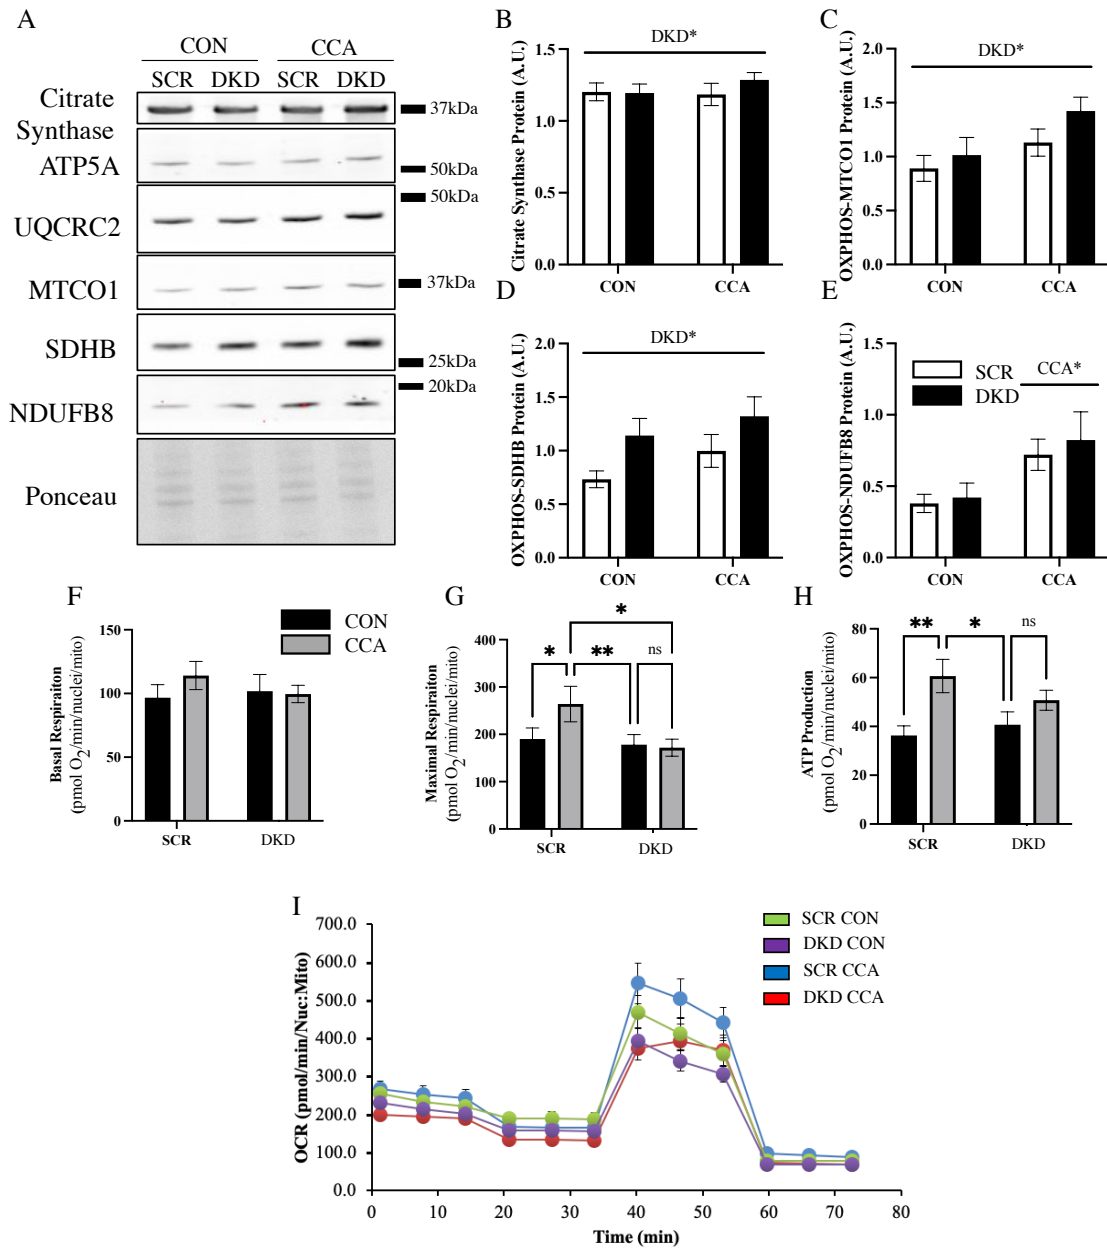 A
CON CCA
SCR DKD SCR DKD
Citrate
Synthase
37kDa
ATP5A
50kDa
50kDa
UQCRC2
MTCO1
37kDa
SDHB
25kDa
20kDa
NDUFB8
Ponceau
B
DKD*
Citrate Synthase Protein (A.U.)
1.5
1.0
0.5
0.0
CON CCA
C
DKD*
OXPHOS-MTCO1 Protein (A.U.)
2.0
1.5
1.0
0.5
0.0
CON CCA
D
DKD*
OXPHOS-SDHB Protein (A.U.)
2.0
1.5
1.0
0.5
0.0
CON CCA
E
SCR
DKD
CCA*
OXPHOS-NDUFB8 Protein (A.U.)
1.5
1.0
0.5
0.0
CON CCA
F
CON
CCA
Basal Respiraiton
(pmol O2/min/nuclei/mito)
150
100
50
0
SCR DKD
G
*
* ** ns
Maximal Respiraiton
(pmol O2/min/nuclei/mito)
400
300
200
100
0
SCR DKD
H
** * ns
ATP Production
(pmol O2/min/nuclei/mito)
80
60
40
20
0
SCR DKD
I
SCR CON
DKD CON
SCR CCA
DKD CCA
OCR (pmol/min/Nuc:Mito)
700.0
600.0
500.0
400.0
300.0
200.0
100.0
0.0
0 10 20 30 40 50 60 70 80
Time (min)